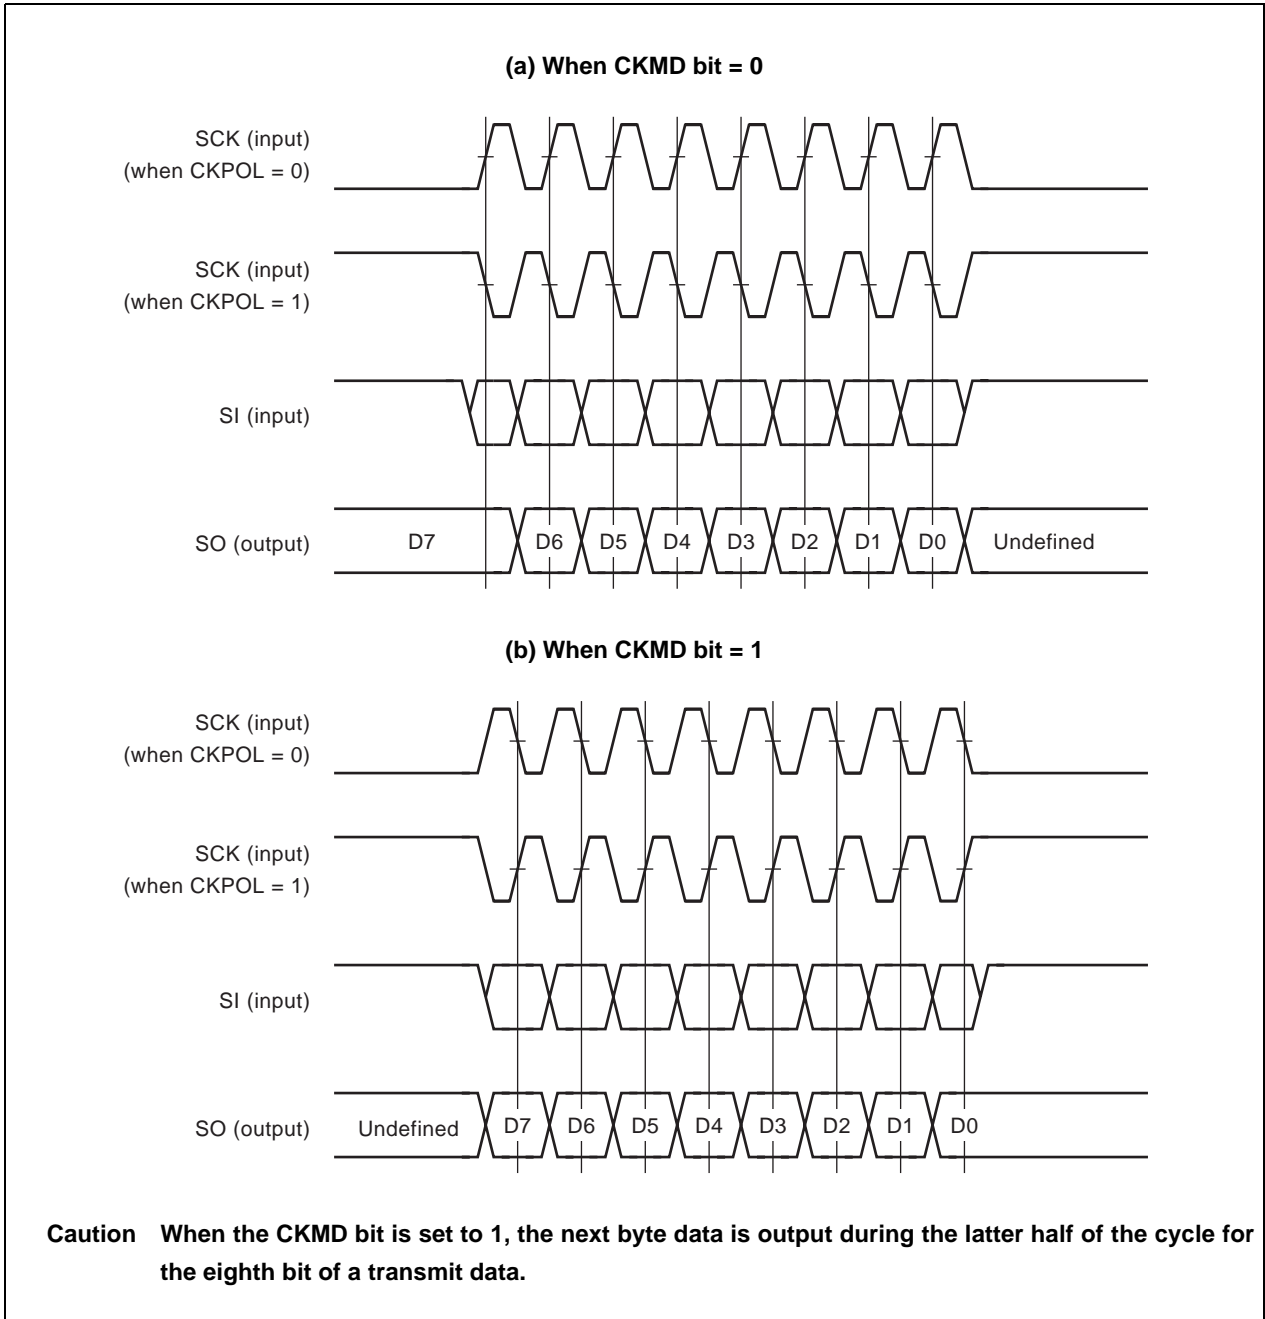 (a) When CKMD bit = 0
SCK (input)
(when CKPOL = 0)
SCK (input)
(when CKPOL = 1)
SI (input)
SO (output)
D7
D6
D5
D4
D3
D2
D1
D0
Undefined
(b) When CKMD bit = 1
SCK (input)
(when CKPOL = 0)
SCK (input)
(when CKPOL = 1)
SI (input)
SO (output)
Undefined
D7
D6
D5
D4
D3
D2
D1
D0
Caution When the CKMD bit is set to 1, the next byte data is output during the latter half of the cycle for
the eighth bit of a transmit data.